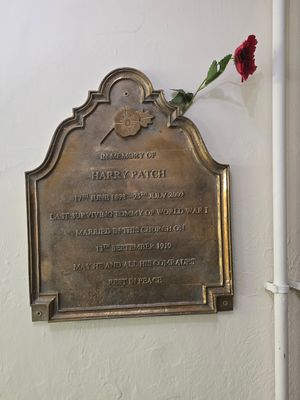 IN MEMORY OF
HARRY PATCH
17TH JUNE 1898 - 25TH JULY 2009
LAST SURVIVING TOMMY OF WORLD WAR I
MARRIED IN THIS CHURCH ON
13TH SEPTEMBER 1919
MAY HE AND ALL HIS COMRADES
REST IN PEACE